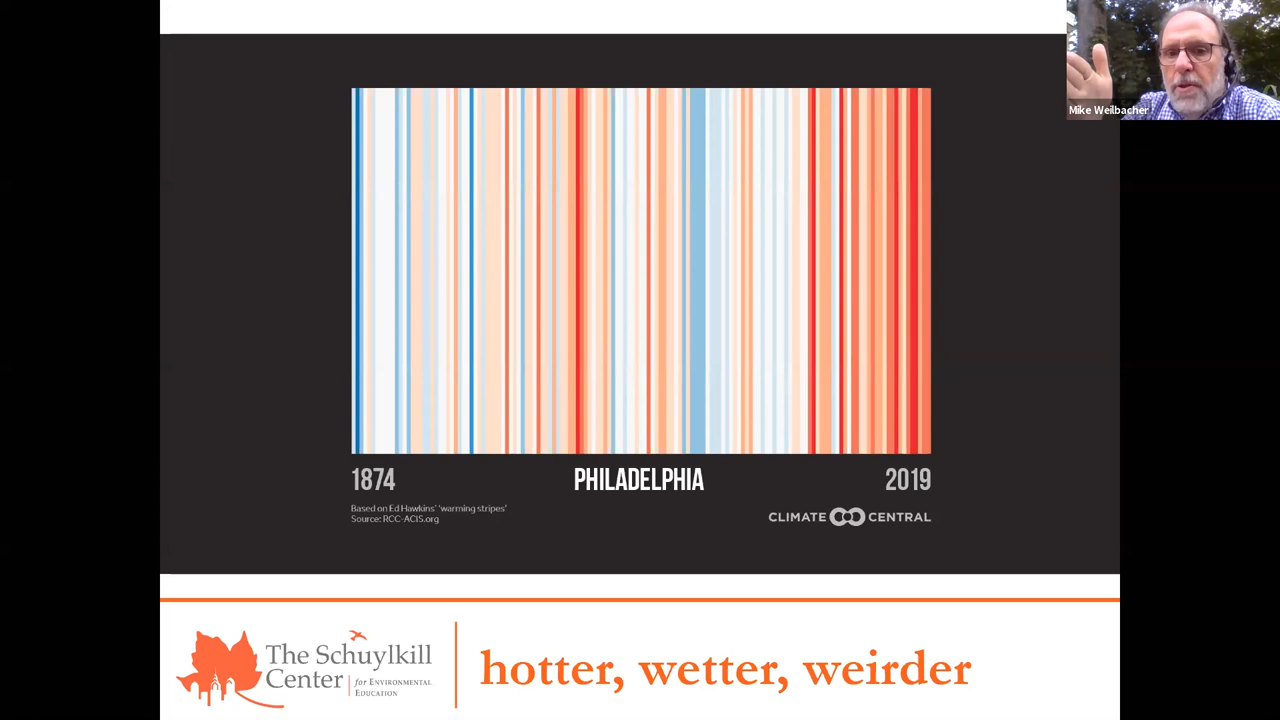 Mike Weilbacher
1874 PHILADELPHIA 2019
Based on Ed Hawkins' 'warming stripes'
Source: RCC-ACIS.org
CLIMATE CENTRAL
The Schuylkill
Center
for Environmental
Education
hotter, wetter, weirder